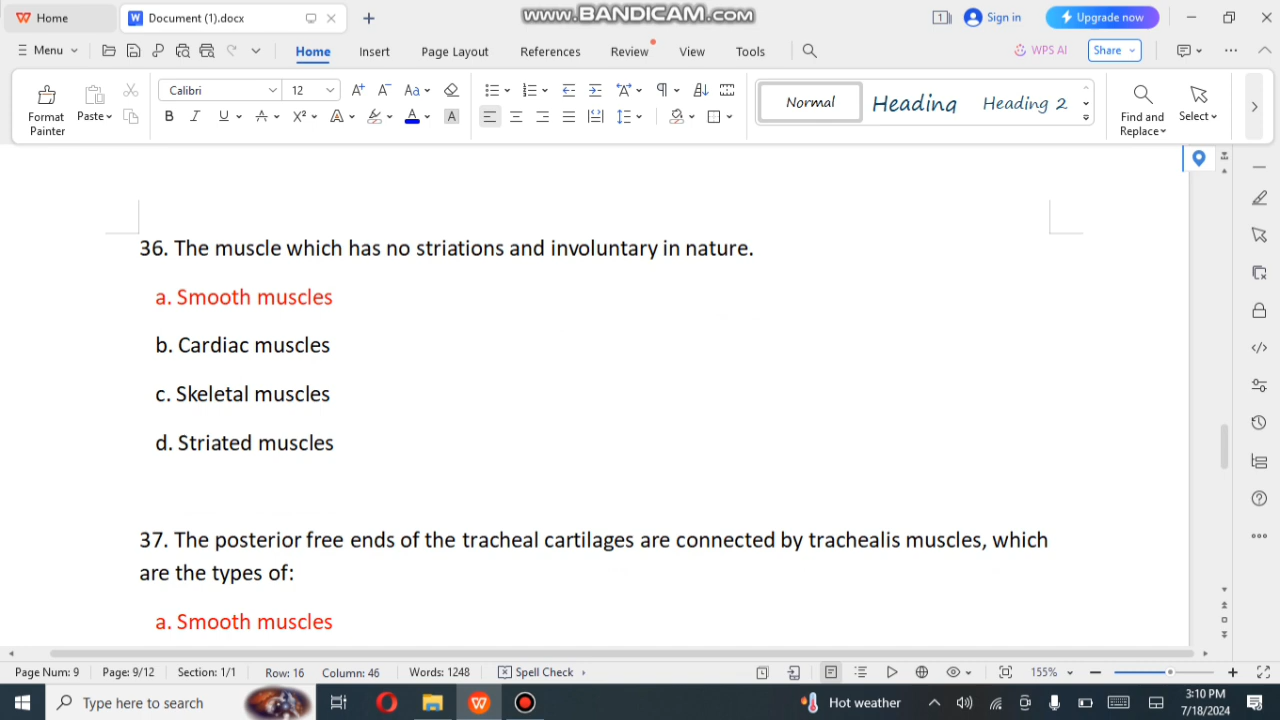 Home
Document (1).docx
www.BANDICAM.com
Sign in
Upgrade now
Menu
Home
Insert
Page Layout
References
Review
View
Tools
WPS AI
Share
Format
Painter
Paste
Calibri
12
Normal
Heading
Heading 2
Find and
Replace
Select
36. The muscle which has no striations and involuntary in nature.
a. Smooth muscles
b. Cardiac muscles
c. Skeletal muscles
d. Striated muscles
37. The posterior free ends of the tracheal cartilages are connected by trachealis muscles, which
are the types of:
a. Smooth muscles
Page Num: 9
Page: 9/12
Section: 1/1
Row: 16
Column: 46
Words: 1248
Spell Check
155%
Type here to search
Hot weather
3:10 PM
7/18/2024